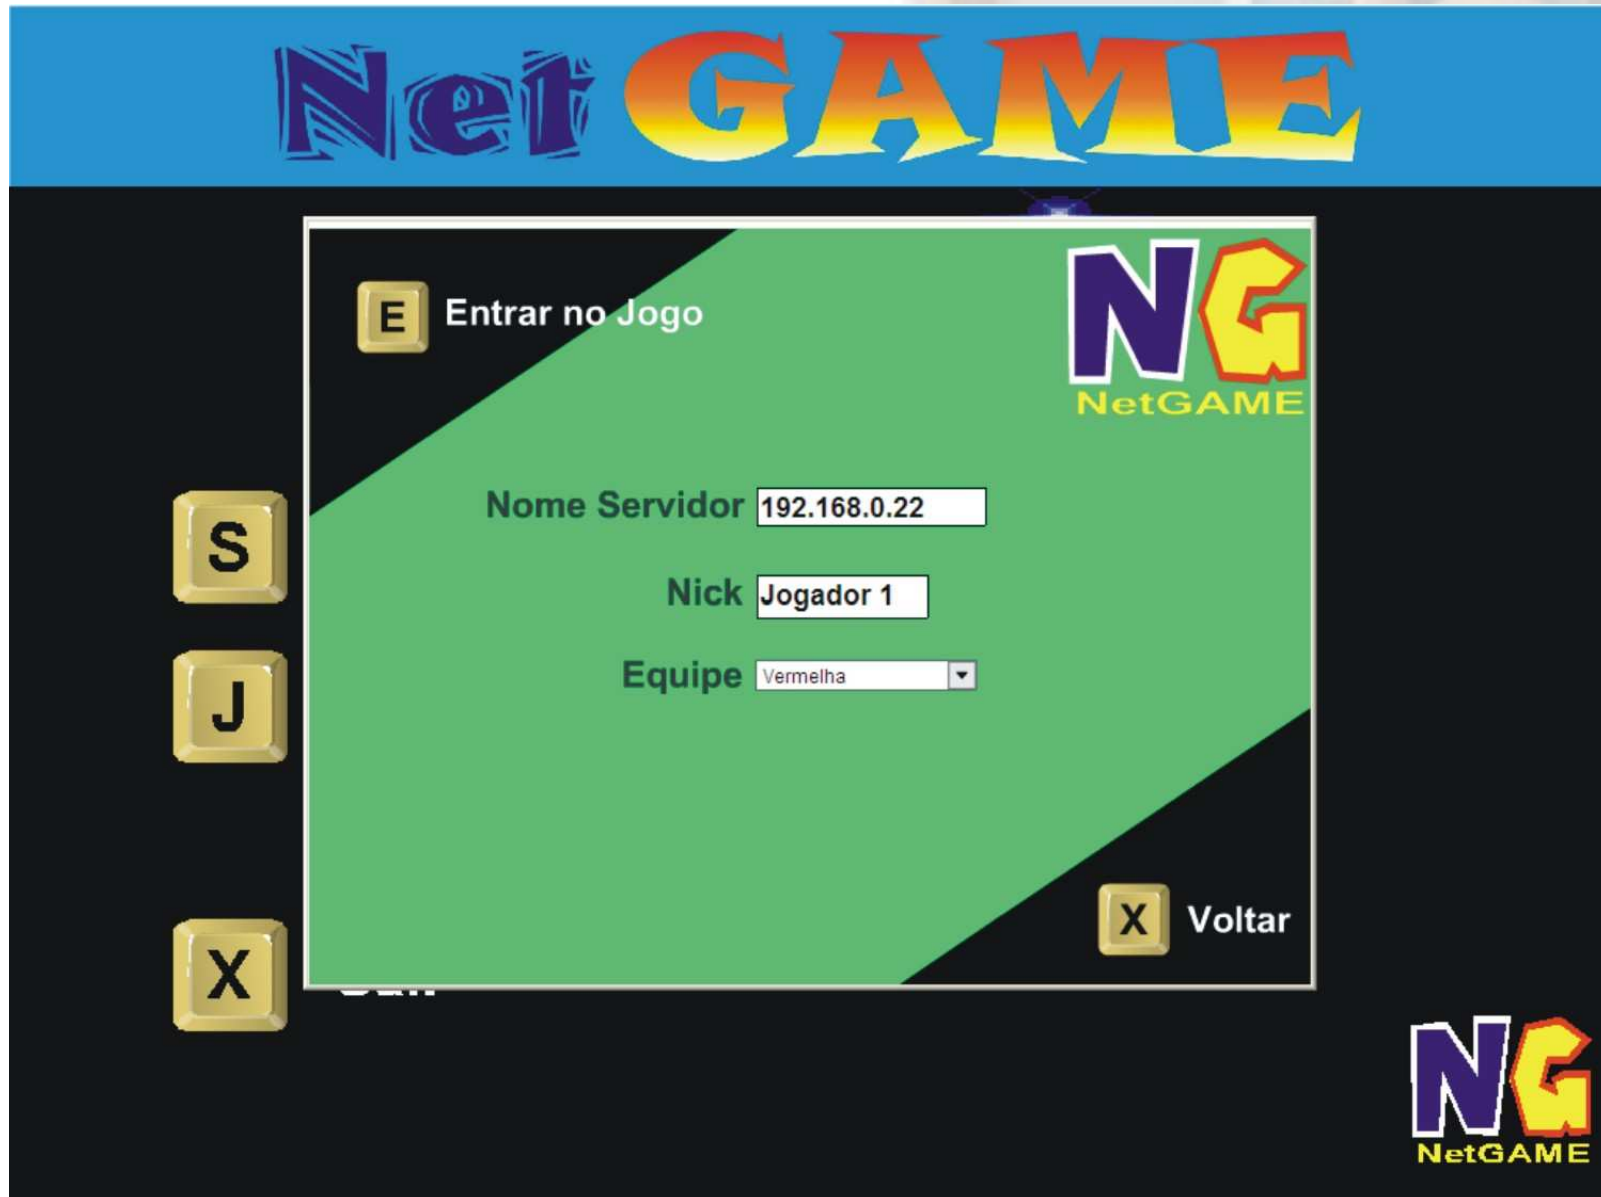 Net GAME
E Entrar no Jogo
NG
NetGAME
Nome Servidor 192.168.0.22
S
Nick Jogador 1
Equipe Vermelha
J
X Voltar
X
NG
NetGAME